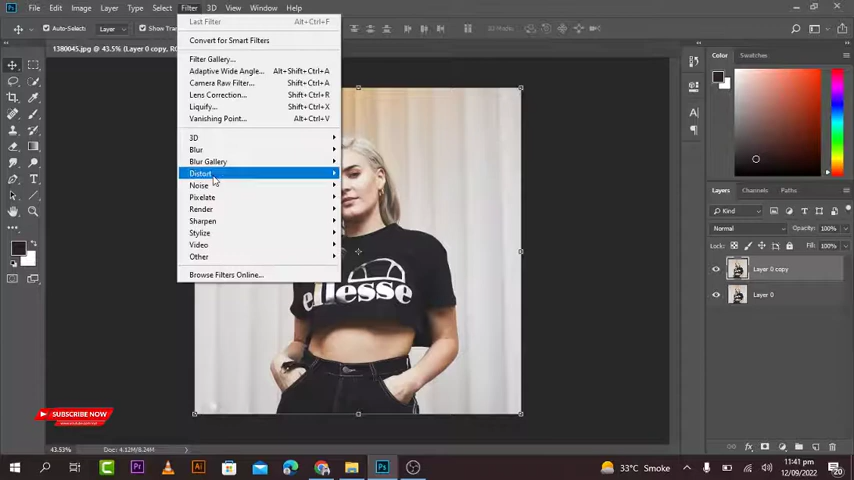 File Edit Image Layer Type Select Filter 3D View Window Help
Auto-Select: Layer Show Tra
1380045.jpg @ 43.5% (Layer 0 copy, RG
Last Filter Alt+Ctrl+F
Convert for Smart Filters
Filter Gallery...
Adaptive Wide Angle... Alt+Shift+Ctrl+A
Camera Raw Filter... Shift+Ctrl+A
Lens Correction... Shift+Ctrl+R
Liquify... Shift+Ctrl+X
Vanishing Point... Alt+Ctrl+V
3D
Blur
Blur Gallery
Distort
Noise
Pixelate
Render
Sharpen
Stylize
Video
Other
Browse Filters Online...
ellesse
SUBSCRIBE NOW
43.53% Doc: 4.12M/8.24M
Color Swatches
Layers Channels Paths
Kind
Normal Opacity: 100%
Lock: Fill: 100%
Layer 0 copy
Layer 0
33°C Smoke
11:41 pm
12/09/2022
20